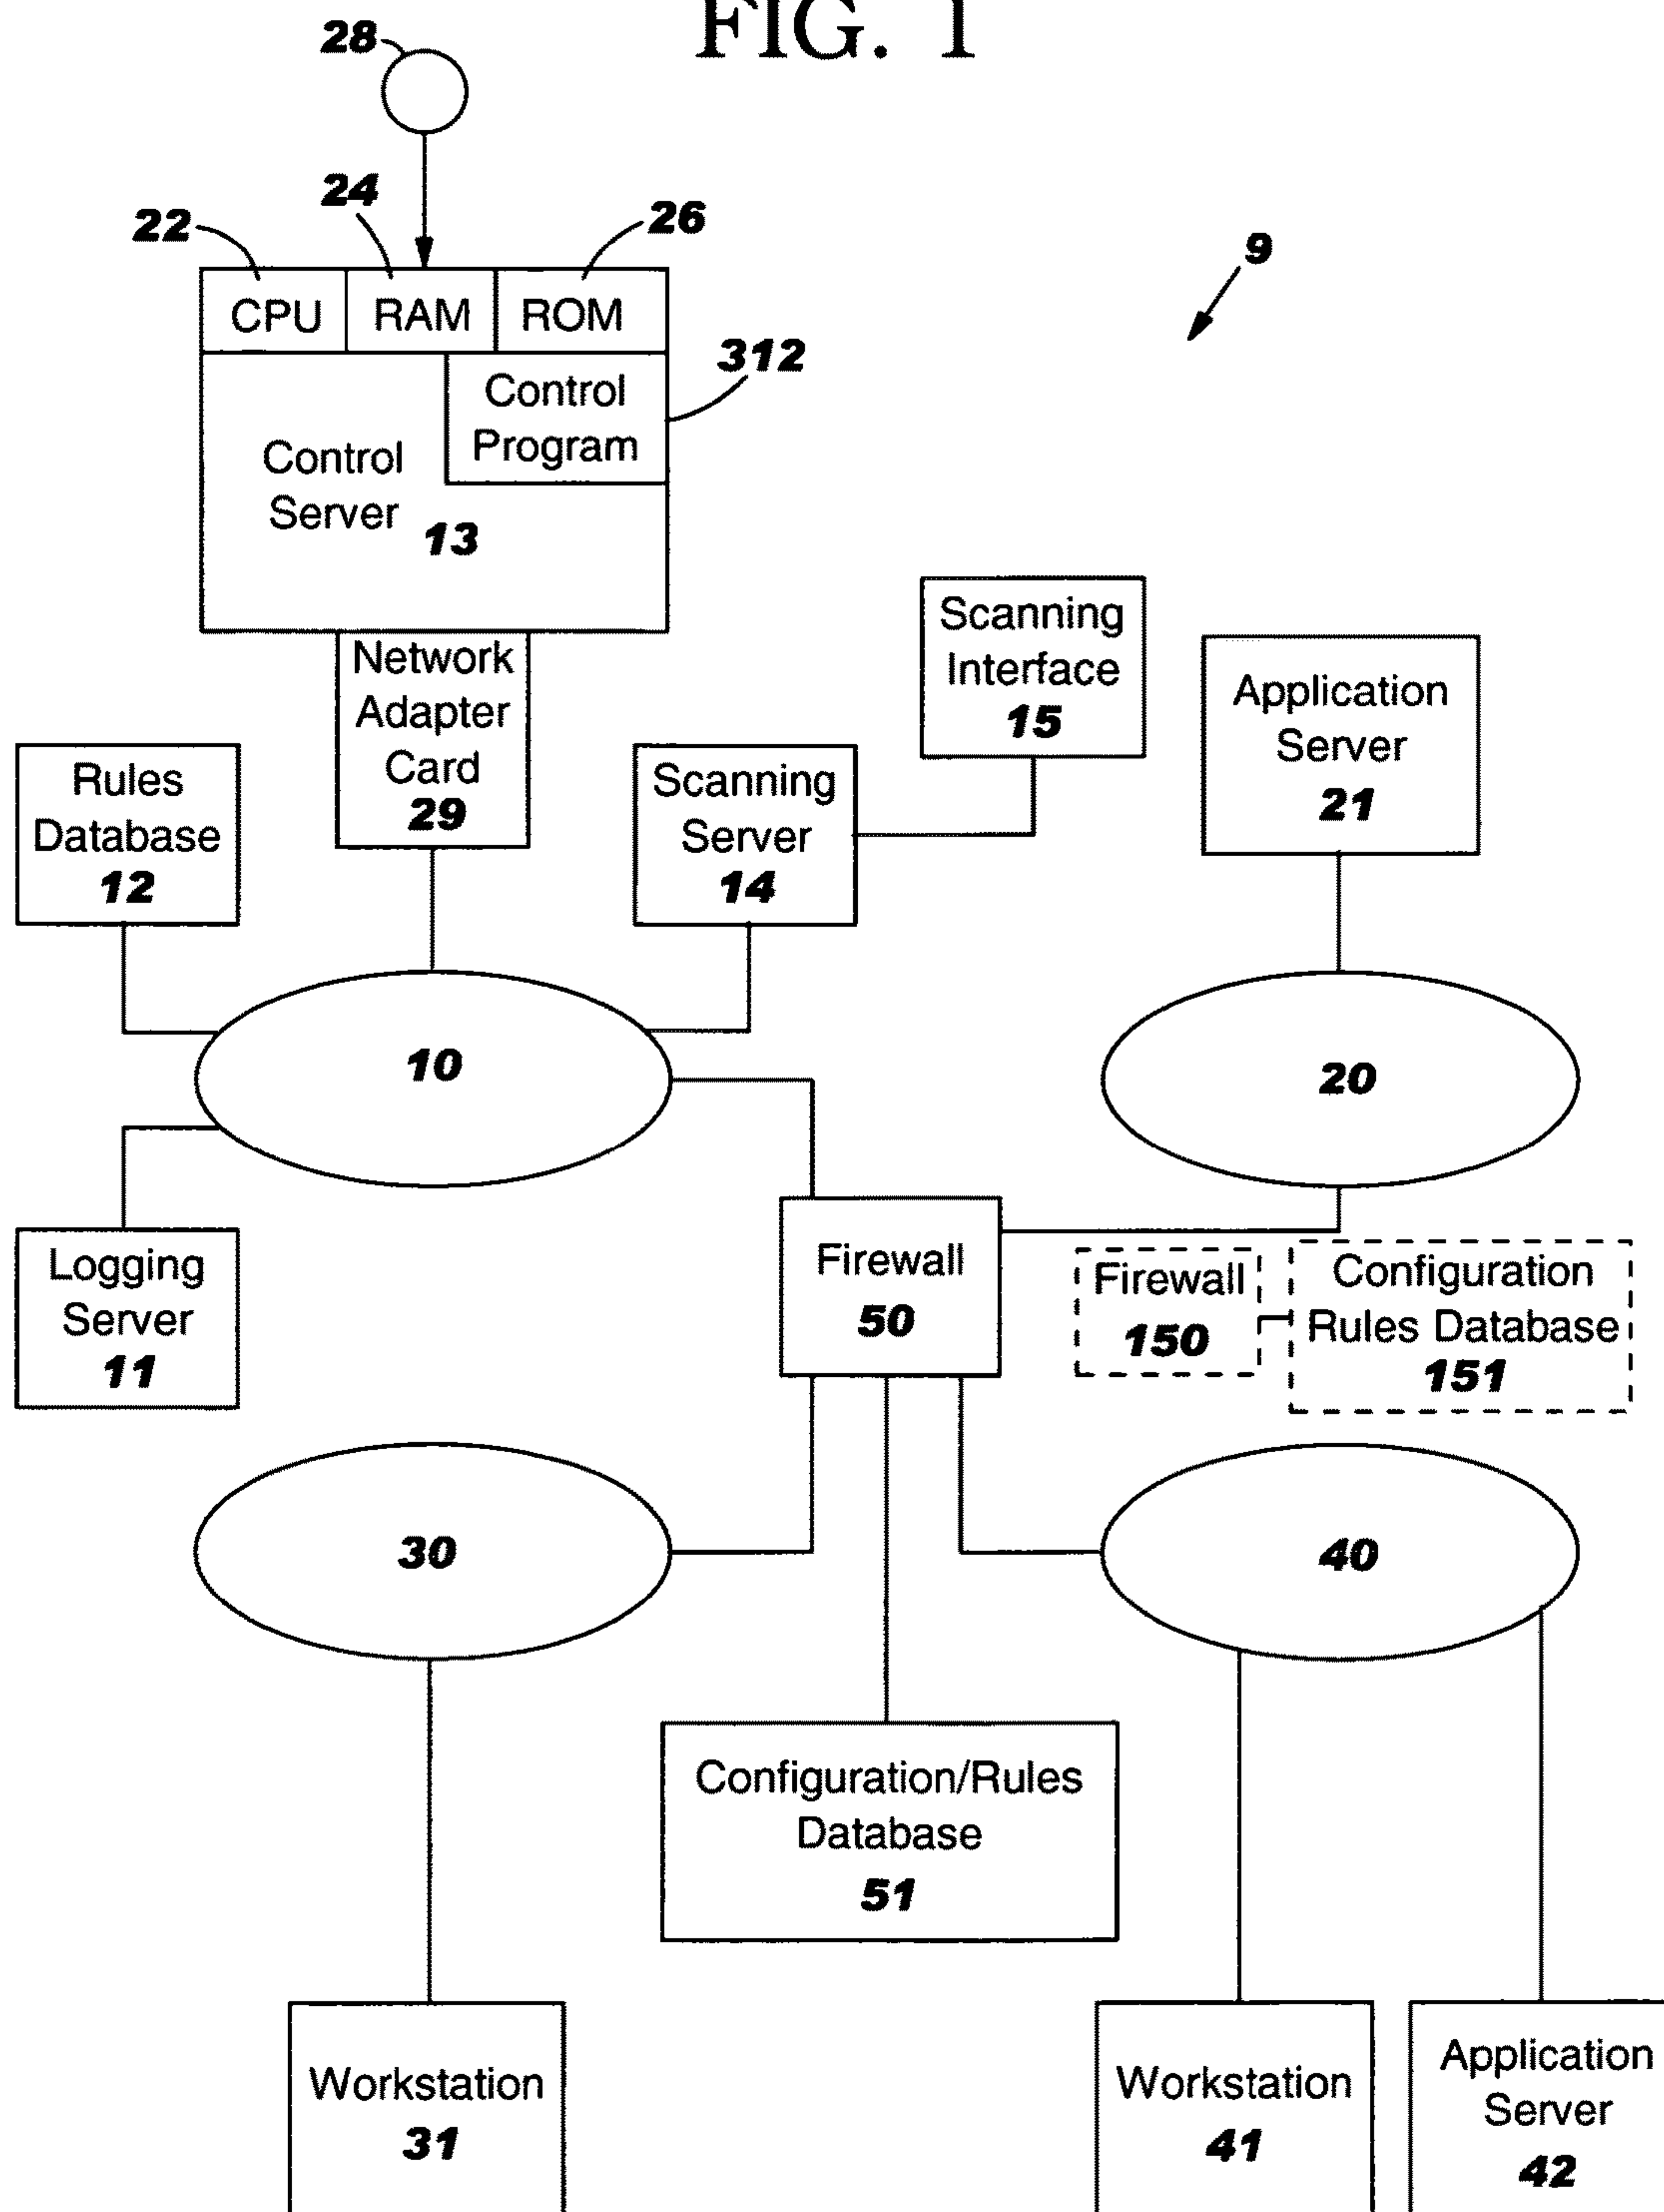 FIG. 1
28
24
22
26
9
CPU
RAM
ROM
312
Control
Program
Control
Server
13
Scanning
Interface
15
Network
Adapter
Card
29
Application
Server
21
Rules
Database
12
Scanning
Server
14
10
20
Logging
Server
11
Firewall
50
Firewall
150
Configuration
Rules Database
151
30
40
Configuration/Rules
Database
51
Workstation
31
Workstation
41
Application
Server
42